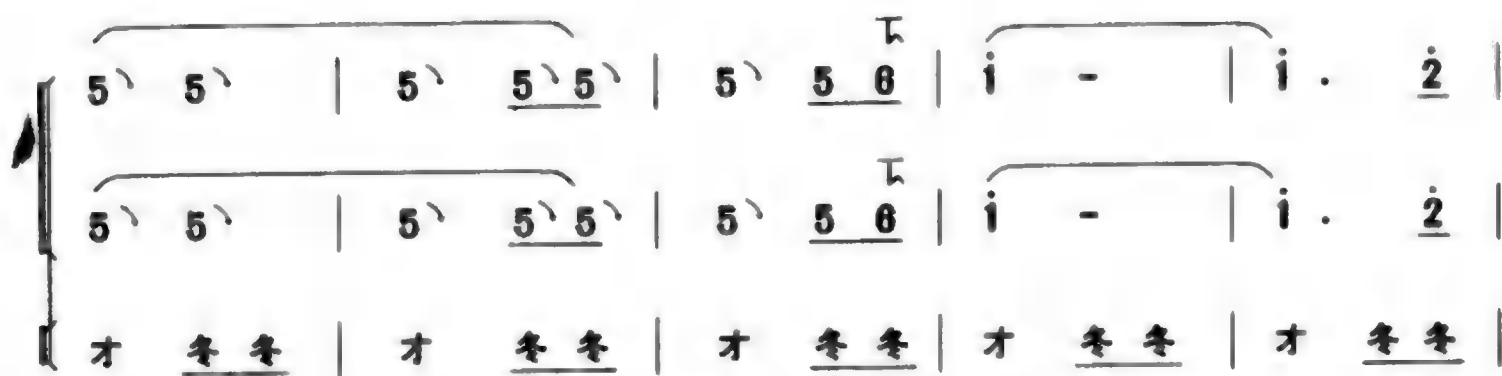 5 5 | 5 5 5 | 5 5 6 | i - | i . 2̇ |
5 5 | 5 5 5 | 5 5 6 | i - | i . 2̇ |
才 冬冬 | 才 冬冬 | 才 冬冬 | 才 冬冬 | 才 冬冬 |